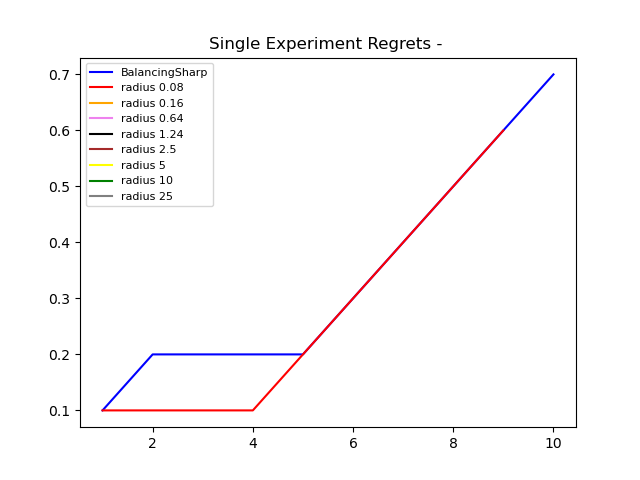 Single Experiment Regrets -
BalancingSharp
radius 0.08
radius 0.16
radius 0.64
radius 1.24
radius 2.5
radius 5
radius 10
radius 25
0.7
0.6
0.5
0.4
0.3
0.2
0.1
2 4 6 8 10